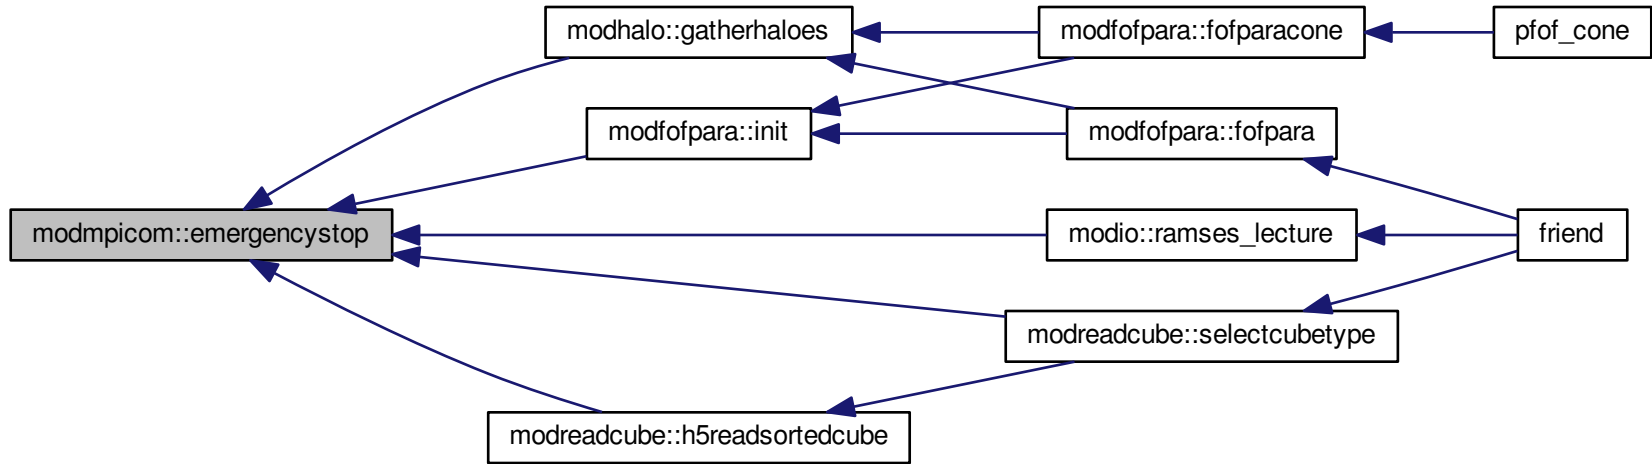 modhalo::gatherhaloes
modfofpara::fofparacone
pfof_cone
modfofpara::init
modfofpara::fofpara
modmpicom::emergencystop
modio::ramses_lecture
friend
modreadcube::selectcubetype
modreadcube::h5readsortedcube